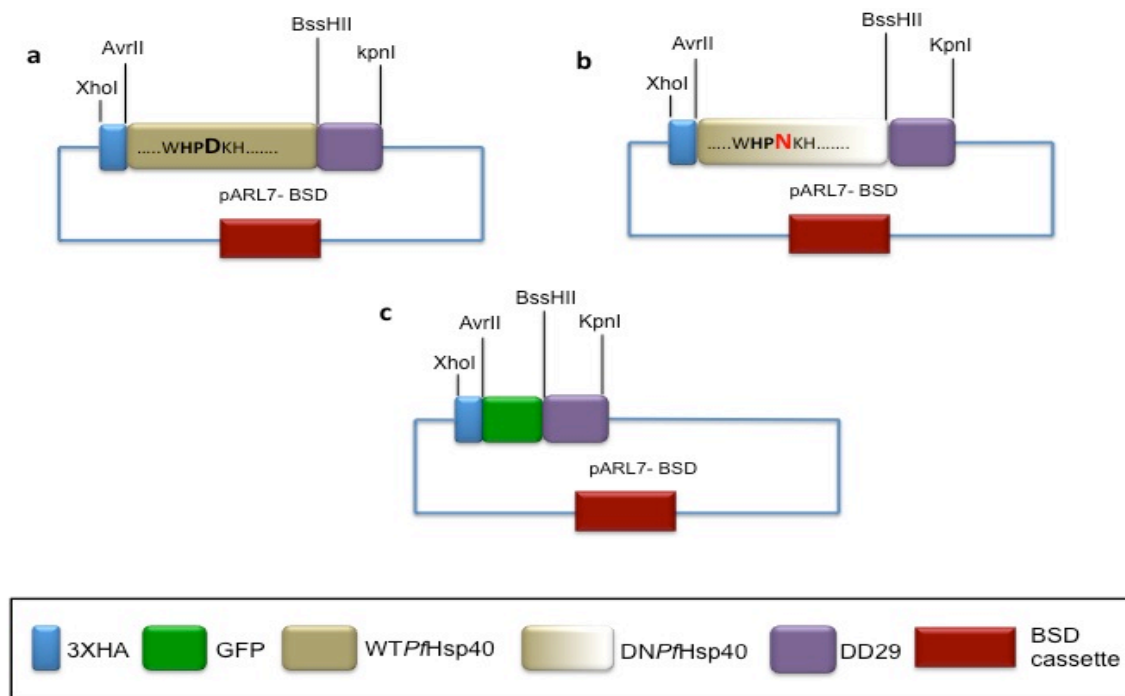 a
XhoI
AvrII
BssHII
kpnI
.....WHPDKH.......
pARL7- BSD
b
XhoI
AvrII
BssHII
KpnI
.....WHPNKH.......
pARL7- BSD
c
XhoI
AvrII
BssHII
KpnI
pARL7- BSD
3XHA
GFP
WTPfHsp40
DNPfHsp40
DD29
BSD
cassette